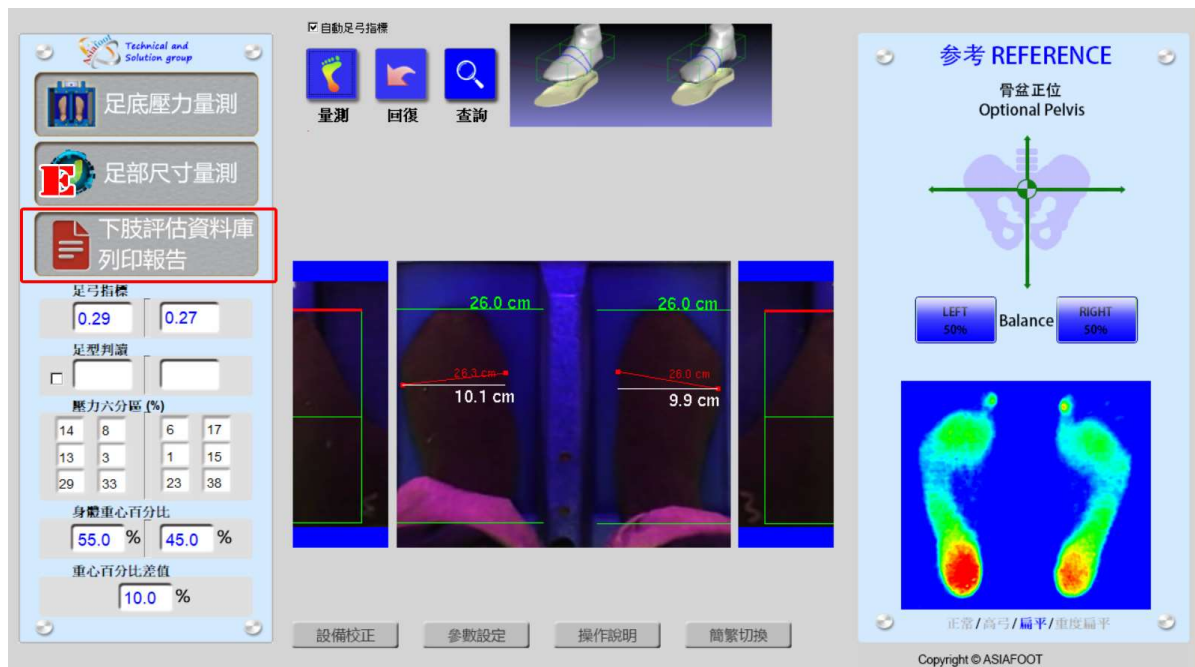 Asiafoot
Technical and
Solution group
足底壓力量測
E
足部尺寸量測
下肢評估資料庫
列印報告
足弓指標
0.29 0.27
足型判讀
壓力六分區 (%)
14 8 6 17
13 3 1 15
29 33 23 38
身體重心百分比
55.0 % 45.0 %
重心百分比差值
10.0 %
自動足弓指標
量測 回復 查詢
26.0 cm 26.0 cm
26.3 cm 26.0 cm
10.1 cm 9.9 cm
設備校正 參數設定 操作說明 簡繁切換
参考 REFERENCE
骨盆正位
Optional Pelvis
LEFT
50%
Balance
RIGHT
50%
正常/高弓/扁平/重度扁平
Copyright © ASIAFOOT